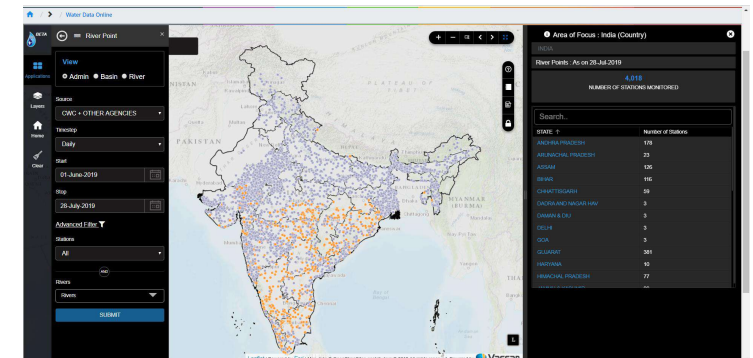 Water Data Online
BETA
River Point
×
View
Admin Basin River
Source
CWC + OTHER AGENCIES
Timestep
Daily
Start
01-June-2019
Stop
28-July-2019
Advanced Filter
Stations
All
AND
Rivers
Rivers
SUBMIT
Applications
Layers
Home
Clear
PAKISTAN
NEPAL
MYANMAR
(BURMA)
L
Vassar
Area of Focus : India (Country)
INDIA
River Points : As on 28-Jul-2019
4,018
NUMBER OF STATIONS MONITORED
Search..
STATE ↑ Number of Stations
ANDHRA PRADESH 178
ARUNACHAL PRADESH 23
ASSAM 126
BIHAR 116
CHHATTISGARH 59
DADRA AND NAGAR HAV 3
DAMAN & DIU 3
DELHI 3
GOA 3
GUJARAT 381
HARYANA 10
HIMACHAL PRADESH 77